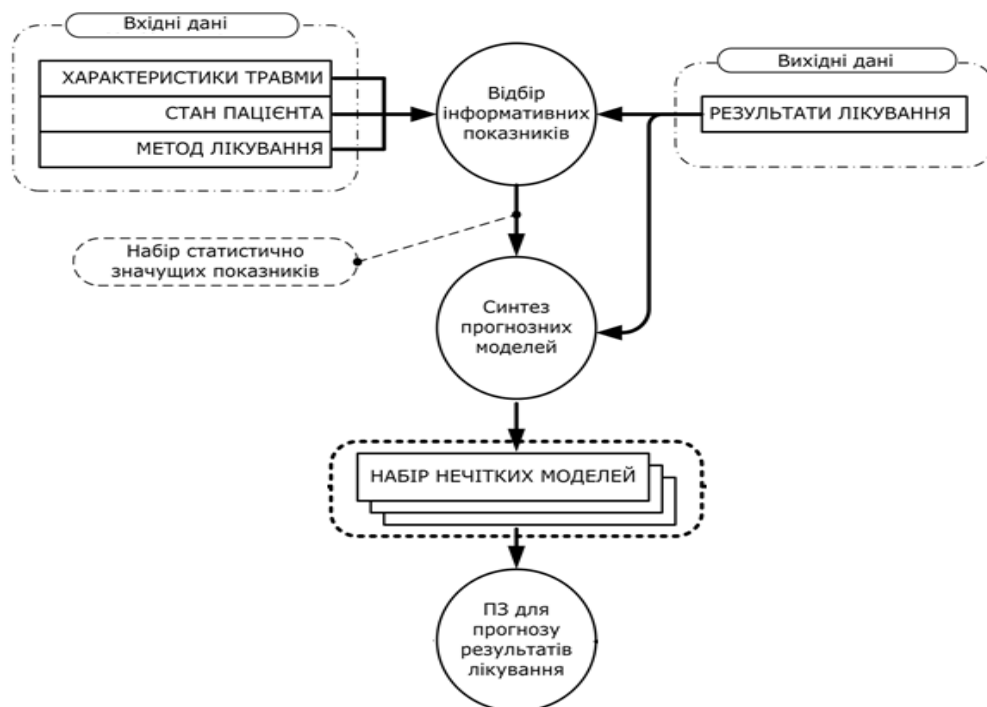 Вхідні дані
ХАРАКТЕРИСТИКИ ТРАВМИ
СТАН ПАЦІЄНТА
МЕТОД ЛІКУВАННЯ
Відбір
інформативних
показників
Вихідні дані
РЕЗУЛЬТАТИ ЛІКУВАННЯ
Набір статистично
значущих показників
Синтез
прогнозних
моделей
НАБІР НЕЧІТКИХ МОДЕЛЕЙ
ПЗ для
прогнозу
результатів
лікування